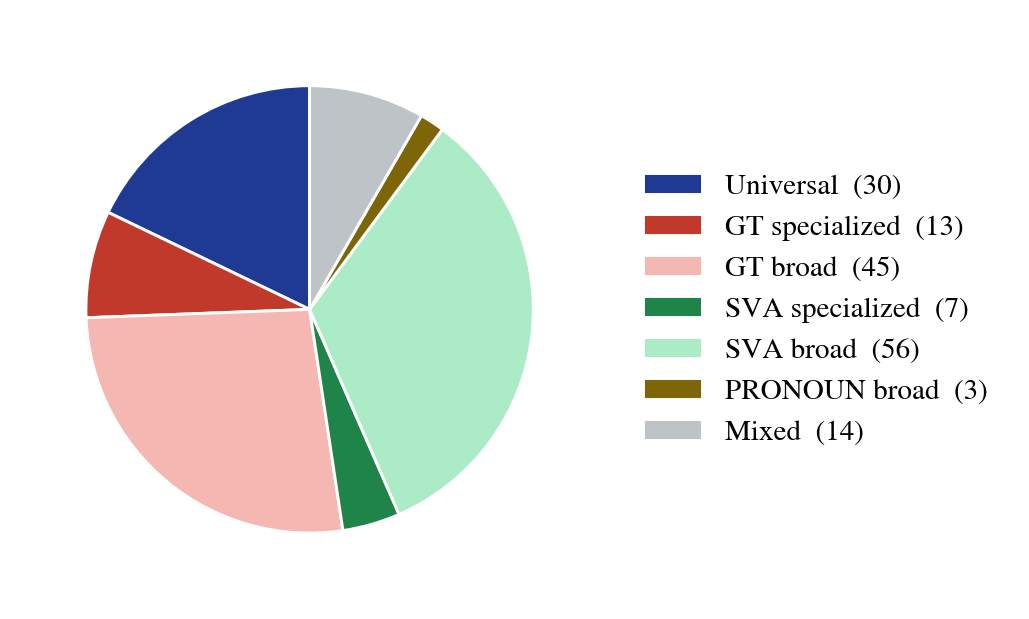 Universal  (30)
GT specialized  (13)
GT broad  (45)
SVA specialized  (7)
SVA broad  (56)
PRONOUN broad  (3)
Mixed  (14)